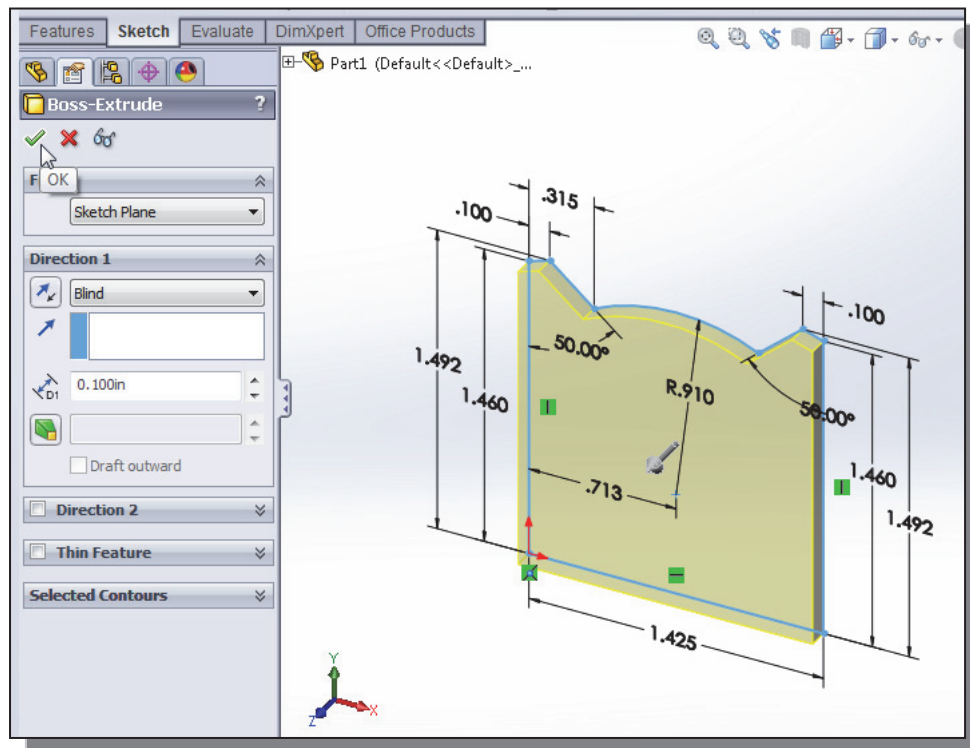 Features Sketch Evaluate DimXpert Office Products
Part1 (Default<<Default>_...
Boss-Extrude ?
OK
F
Sketch Plane
Direction 1
Blind
D1 0.100in
Draft outward
Direction 2
Thin Feature
Selected Contours
.315
.100
.100
50.00°
1.492
R.910
1.460
50.00°
1.460
.713
1.492
1.425
Y
X
Z